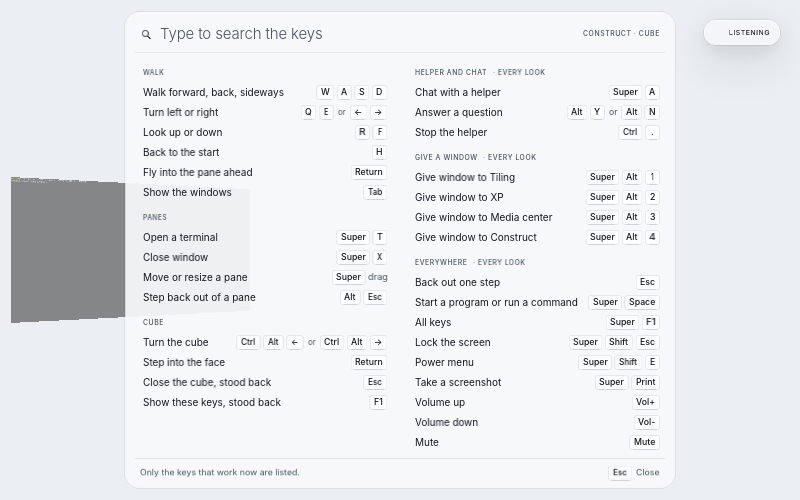 Type to search the keys
CONSTRUCT · CUBE
LISTENING
WALK
Walk forward, back, sideways W A S D
Turn left or right Q E or ← →
Look up or down R F
Back to the start H
Fly into the pane ahead Return
Show the windows Tab
PANES
Open a terminal Super T
Close window Super X
Move or resize a pane Super drag
Step back out of a pane Alt Esc
CUBE
Turn the cube Ctrl Alt ← or Ctrl Alt →
Step into the face Return
Close the cube, stood back Esc
Show these keys, stood back F1
HELPER AND CHAT · EVERY LOOK
Chat with a helper Super A
Answer a question Alt Y or Alt N
Stop the helper Ctrl .
GIVE A WINDOW · EVERY LOOK
Give window to Tiling Super Alt 1
Give window to XP Super Alt 2
Give window to Media center Super Alt 3
Give window to Construct Super Alt 4
EVERYWHERE · EVERY LOOK
Back out one step Esc
Start a program or run a command Super Space
All keys Super F1
Lock the screen Super Shift Esc
Power menu Super Shift E
Take a screenshot Super Print
Volume up Vol+
Volume down Vol-
Mute Mute
Only the keys that work now are listed.
Esc Close